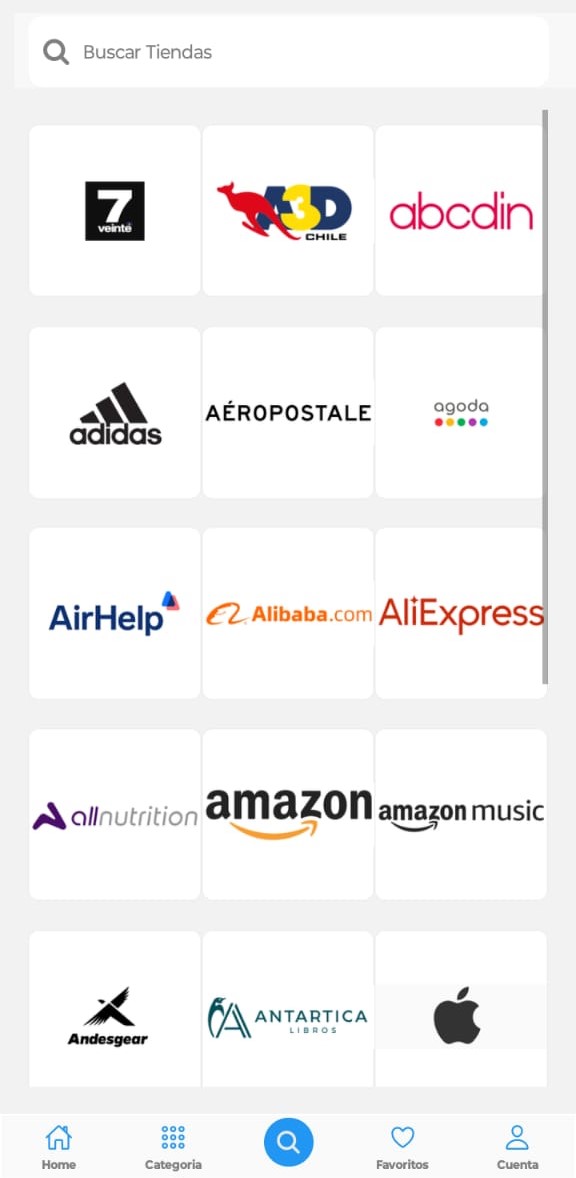 Buscar Tiendas
7
veinte
A3D
CHILE
abcdin
adidas
AÉROPOSTALE
agoda
AirHelp
Alibaba.com
AliExpress
allnutrition
amazon
amazon music
Andesgear
ANTARTICA
LIBROS
Home
Categoria
Favoritos
Cuenta